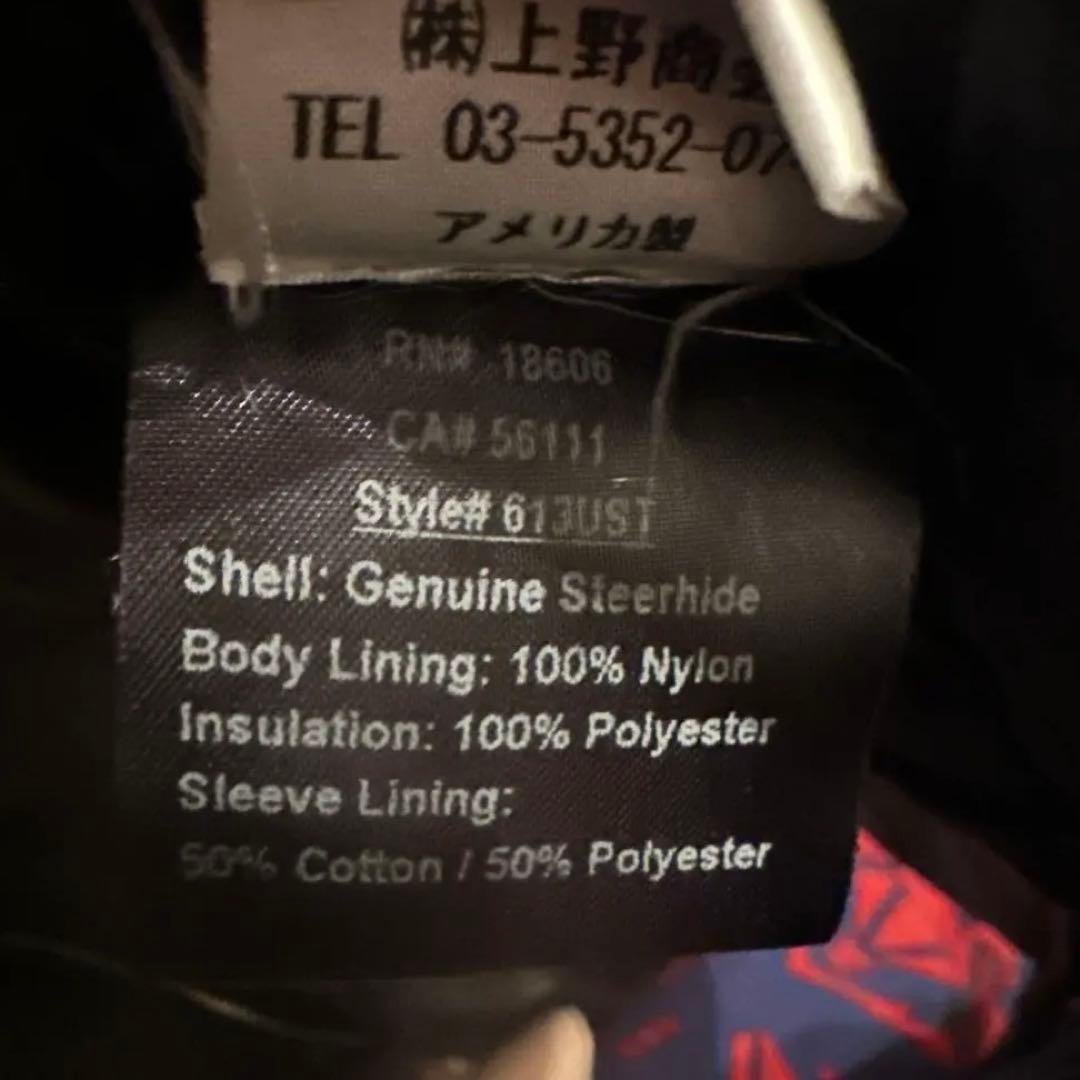 ㈱上野商
TEL 03-5352-07
アメリカ製
RN# 18606
CA# 56111
Style# 613UST
Shell: Genuine Steerhide
Body Lining: 100% Nylon
Insulation: 100% Polyester
Sleeve Lining:
50% Cotton / 50% Polyester